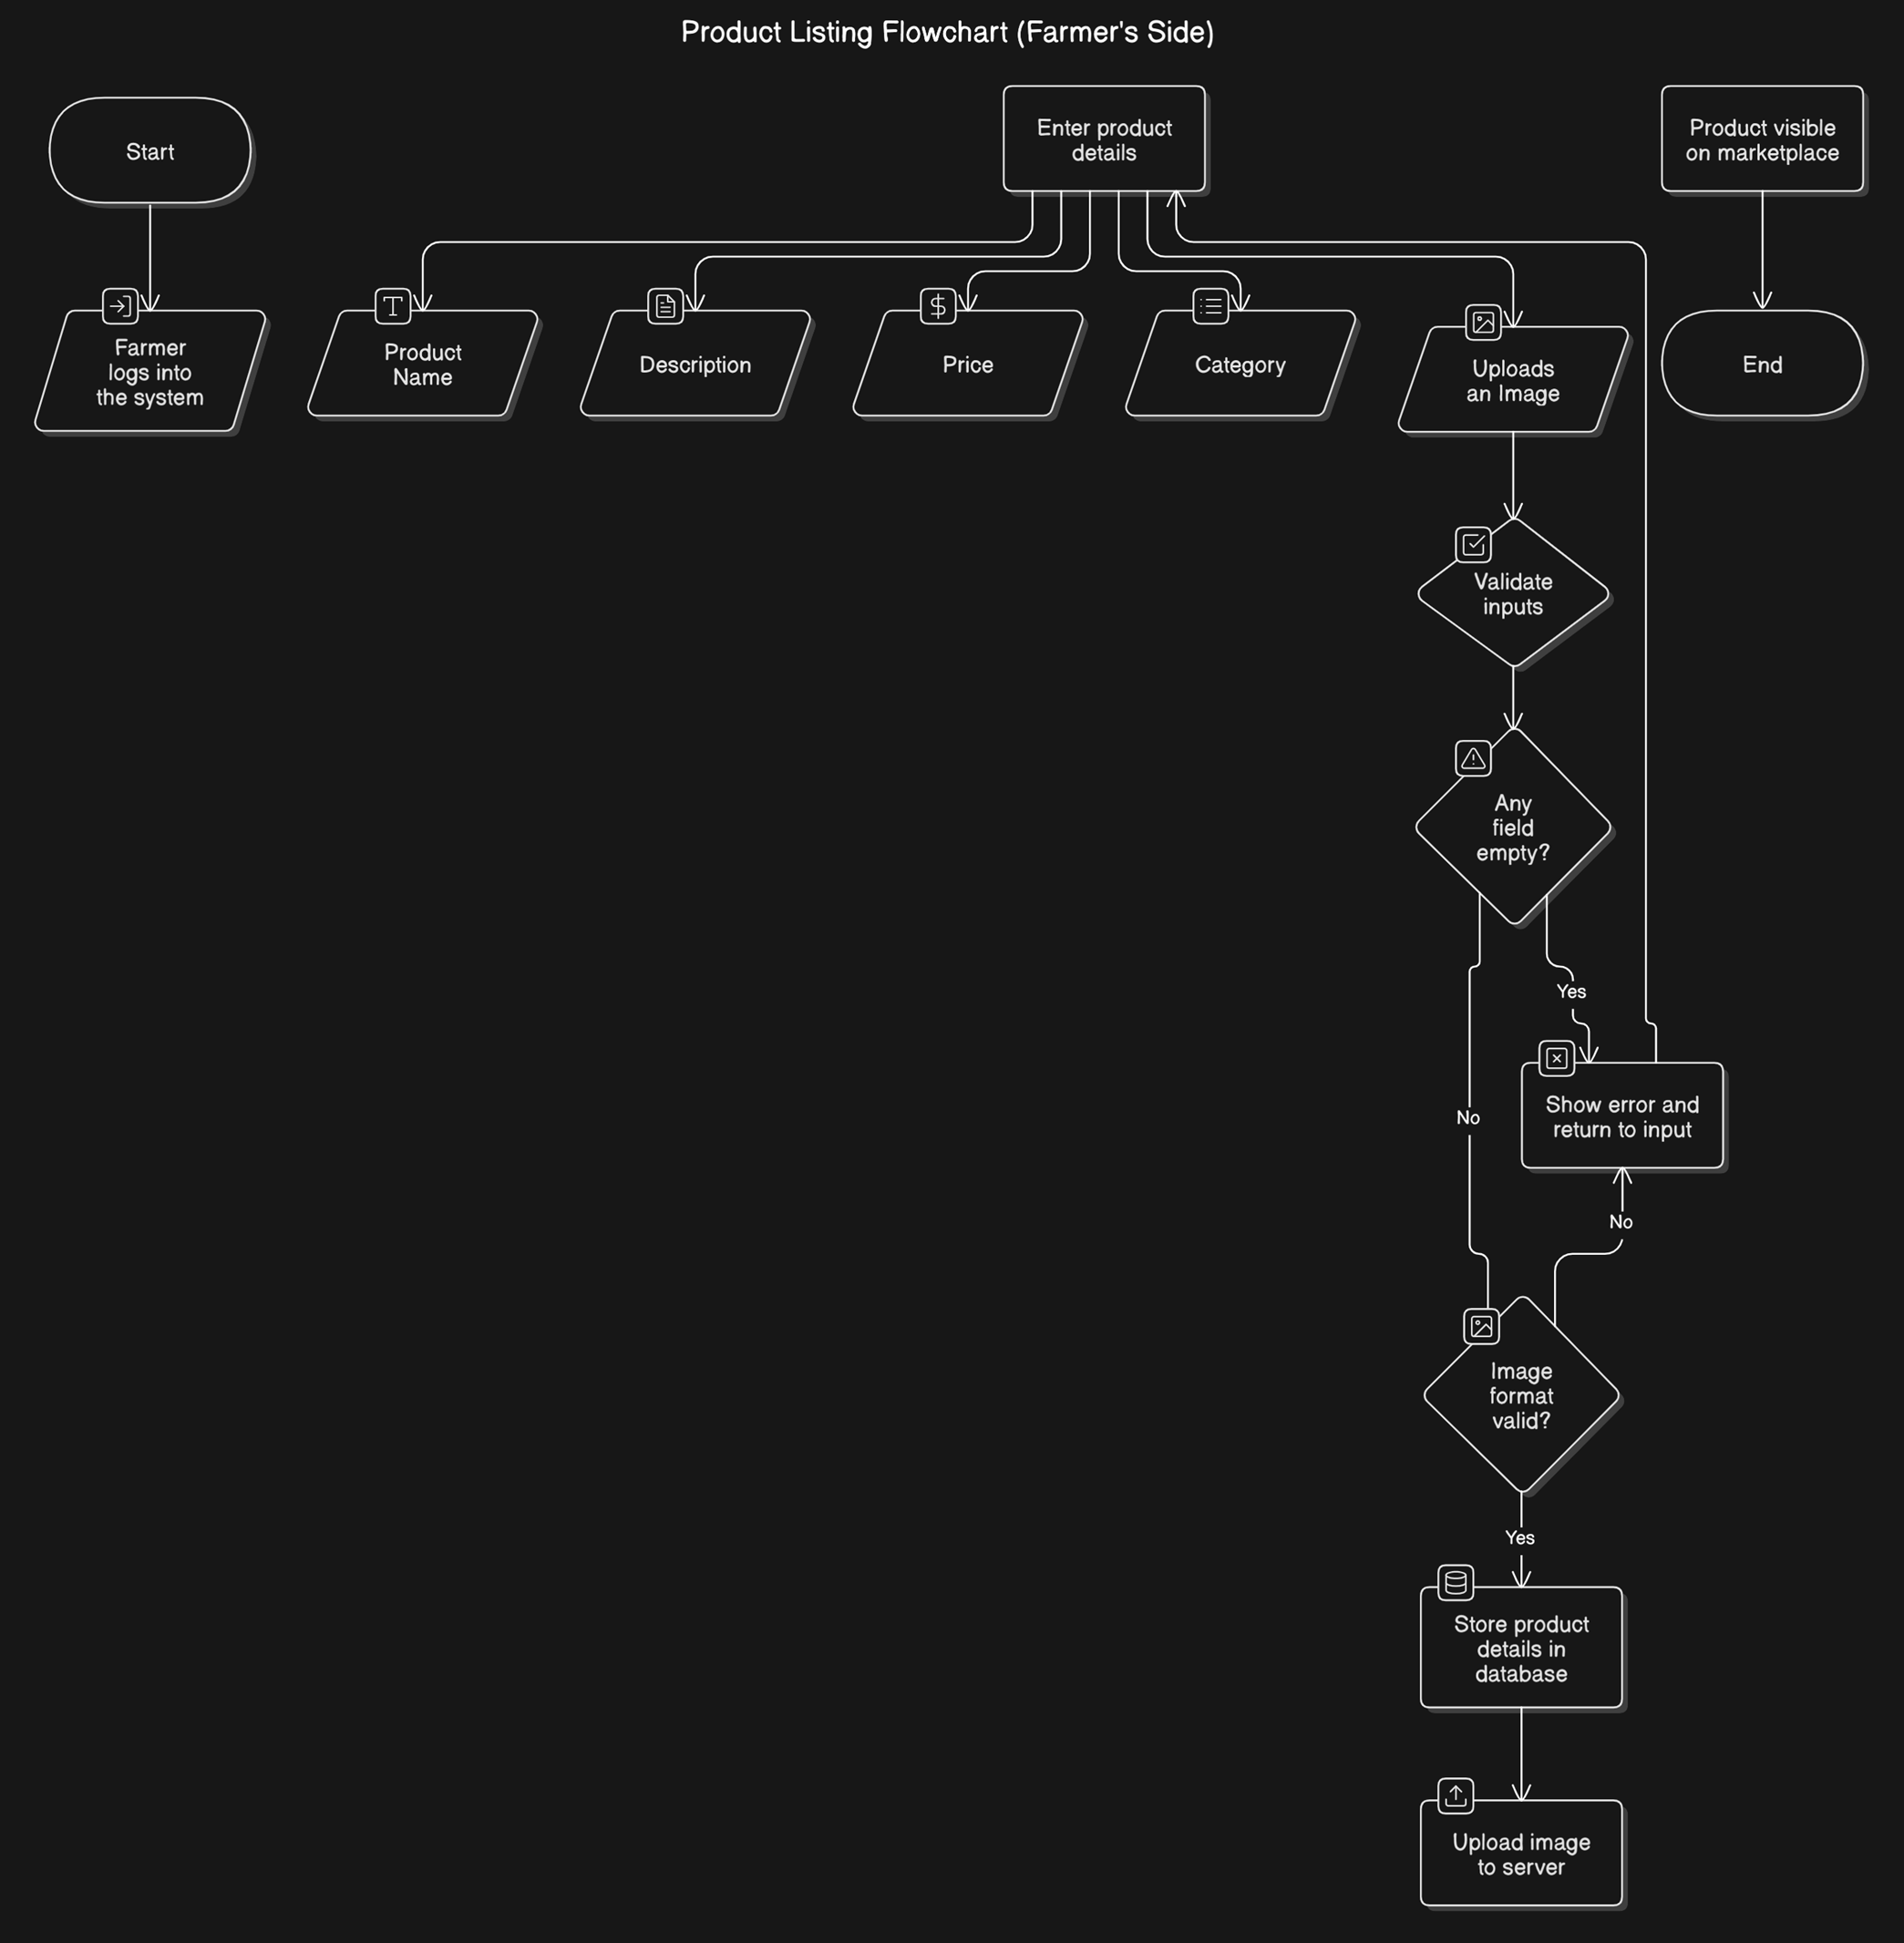 Product Listing Flowchart (Farmer's Side)
Start
Enter product
details
Product visible
on marketplace
Farmer
logs into
the system
Product
Name
Description
Price
Category
Uploads
an Image
End
Validate
inputs
Any
field
empty?
Yes
No
Show error and
return to input
No
Image
format
valid?
Yes
Store product
details in
database
Upload image
to server